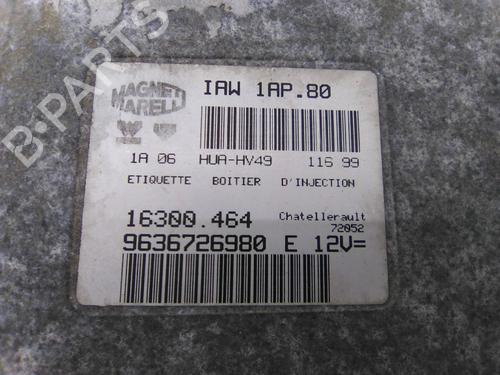 B-PARTS
MAGNETI
MARELLI
IAW 1AP.80
1A 06 HUA-HV49 116 99
ETIQUETTE BOITIER D'INJECTION
16300.464 Chatellerault
72052
9636726980 E 12V=